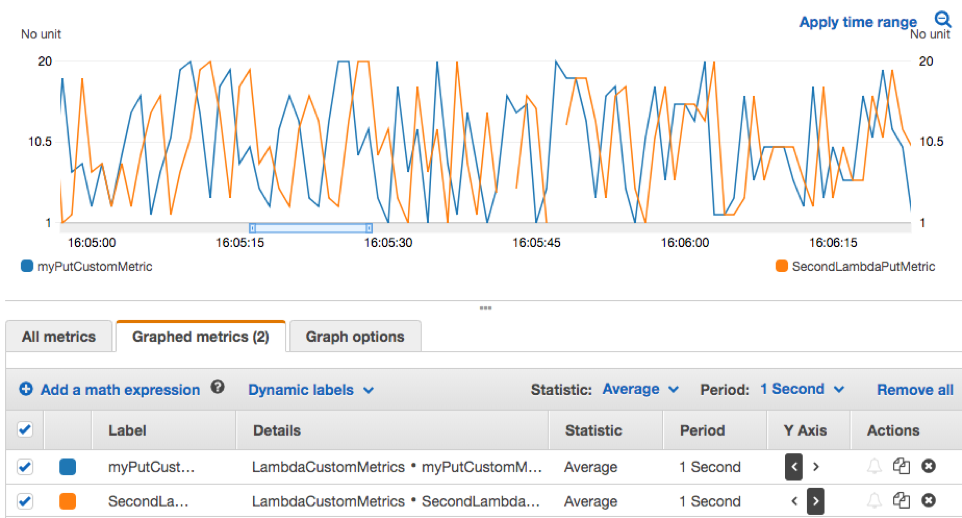 Apply time range
No unit
No unit
20
20
10.5
10.5
1
1
16:05:00 16:05:15 16:05:30 16:05:45 16:06:00 16:06:15
myPutCustomMetric SecondLambdaPutMetric
All metrics Graphed metrics (2) Graph options
Add a math expression ? Dynamic labels Statistic: Average Period: 1 Second Remove all
Label Details Statistic Period Y Axis Actions
myPutCust... LambdaCustomMetrics • myPutCustomM... Average 1 Second < >
SecondLa... LambdaCustomMetrics • SecondLambda... Average 1 Second < >